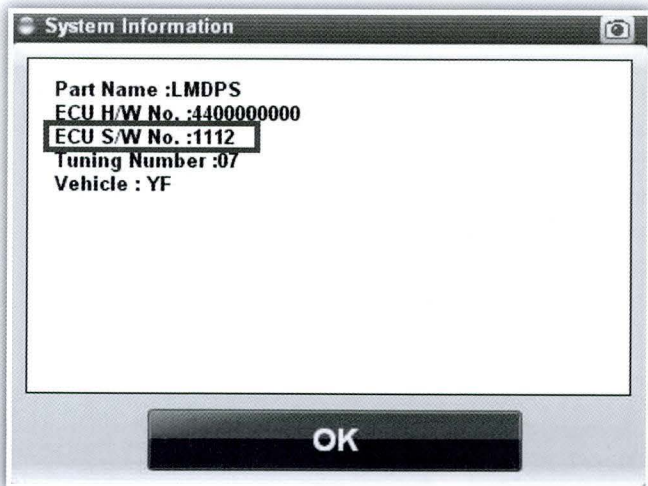 System Information
Part Name :LMDPS
ECU H/W No. :4400000000
ECU S/W No. :1112
Tuning Number :07
Vehicle : YF
OK